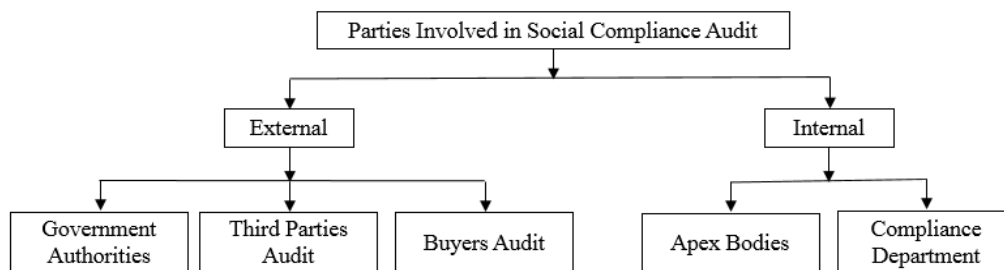 Parties Involved in Social Compliance Audit
External
Internal
Government
Authorities
Third Parties
Audit
Buyers Audit
Apex Bodies
Compliance
Department